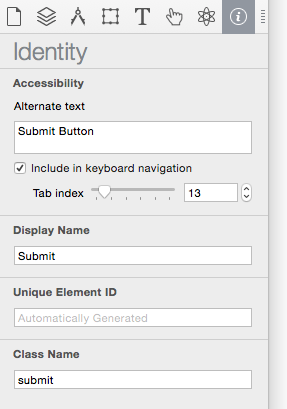 T
i
Identity
Accessibility
Alternate text
Submit Button
Include in keyboard navigation
Tab index 13
Display Name
Submit
Unique Element ID
Automatically Generated
Class Name
submit